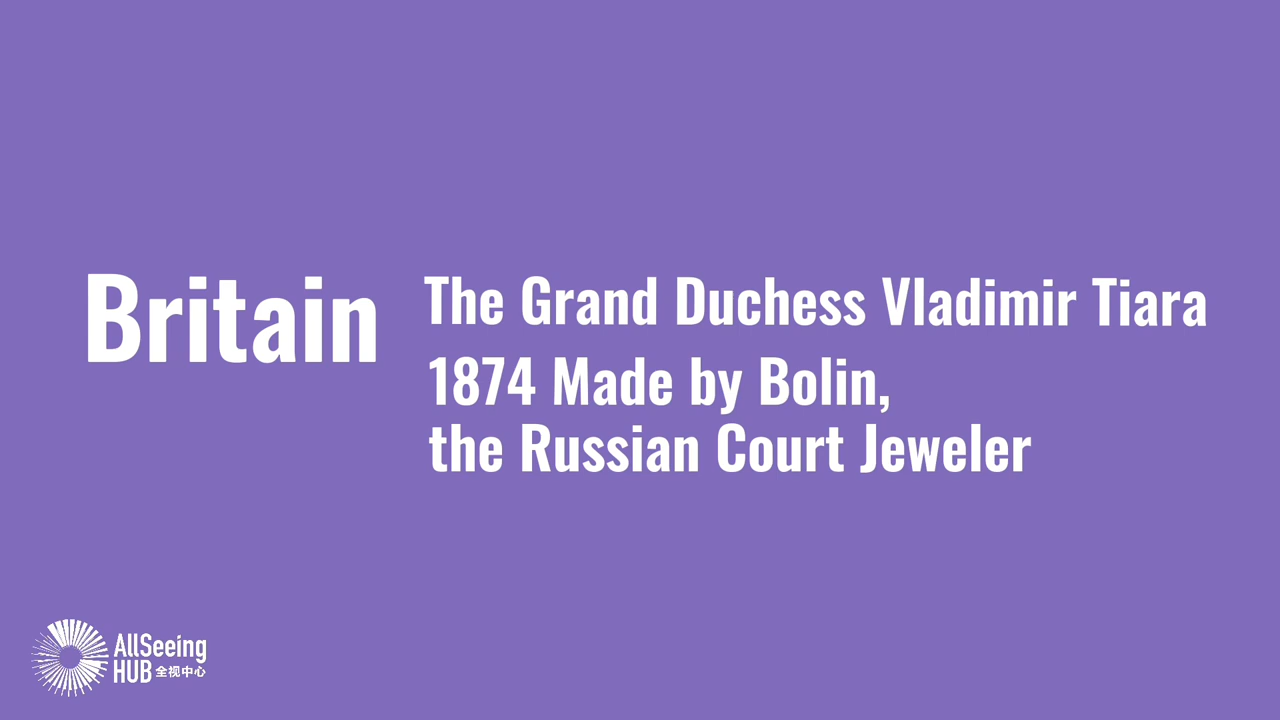 Britain
The Grand Duchess Vladimir Tiara
1874 Made by Bolin,
the Russian Court Jeweler
AllSeeing
HUB 全视中心